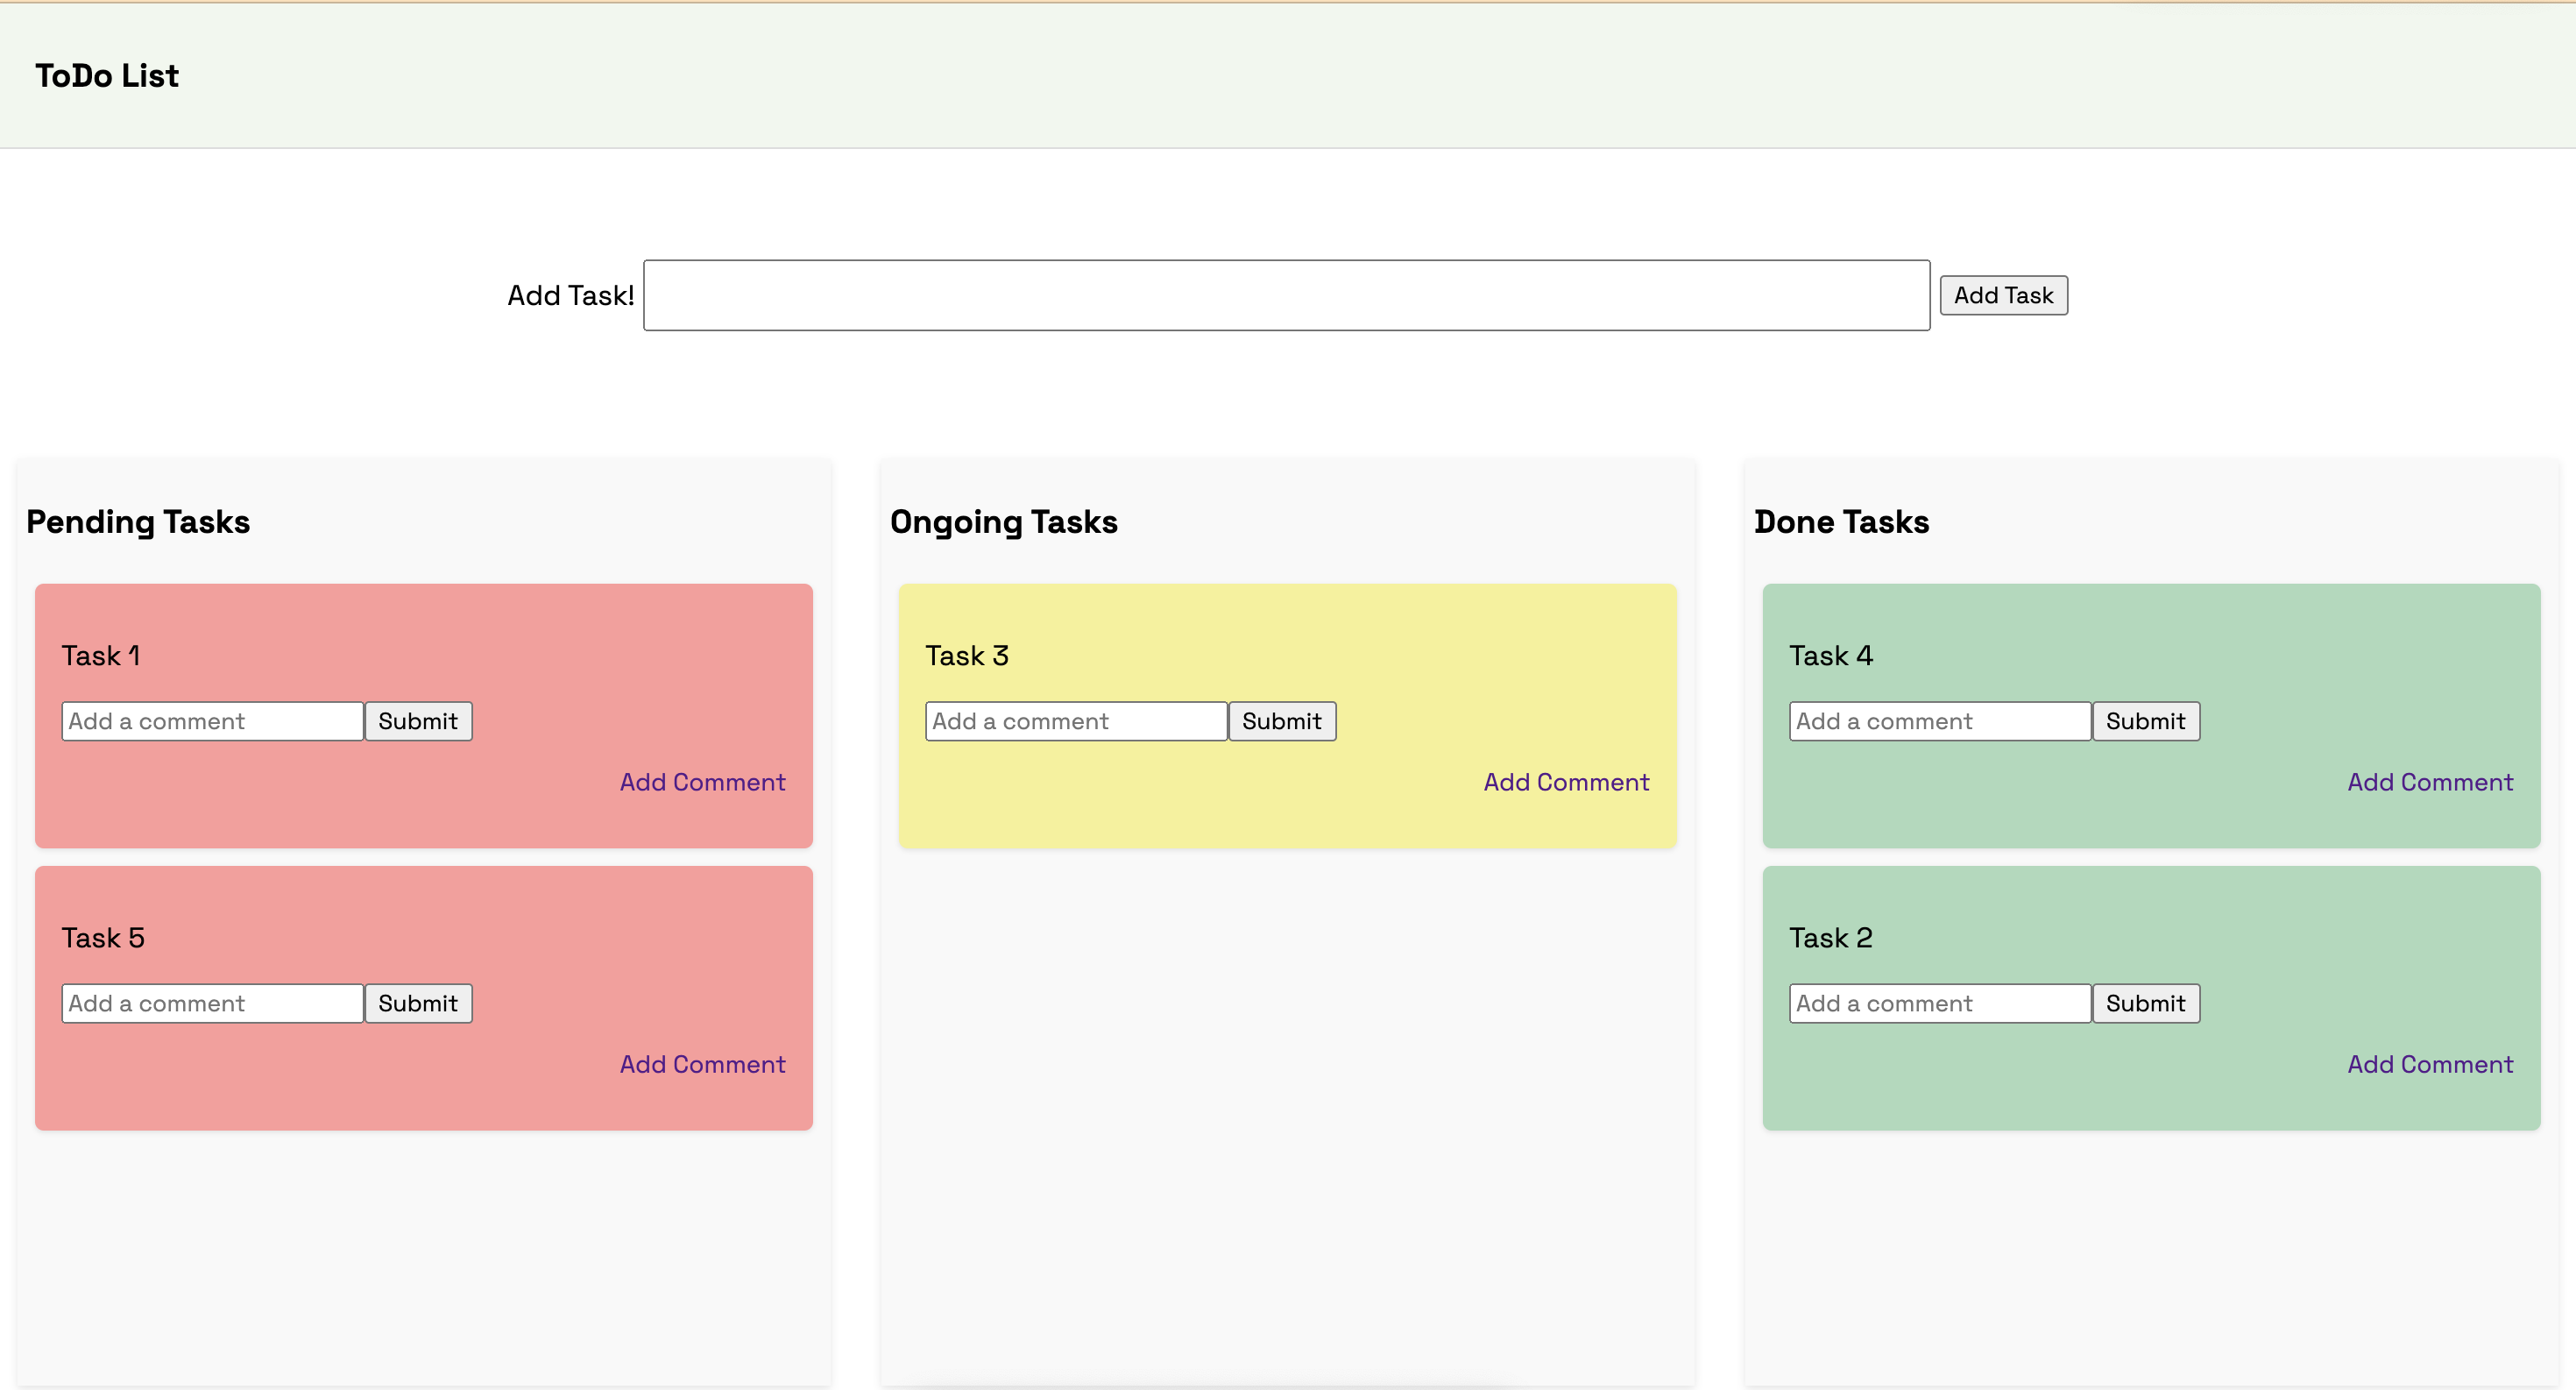 ToDo List
Add Task! Add Task
Pending Tasks
Task 1
Add a comment Submit
Add Comment
Task 5
Add a comment Submit
Add Comment
Ongoing Tasks
Task 3
Add a comment Submit
Add Comment
Done Tasks
Task 4
Add a comment Submit
Add Comment
Task 2
Add a comment Submit
Add Comment